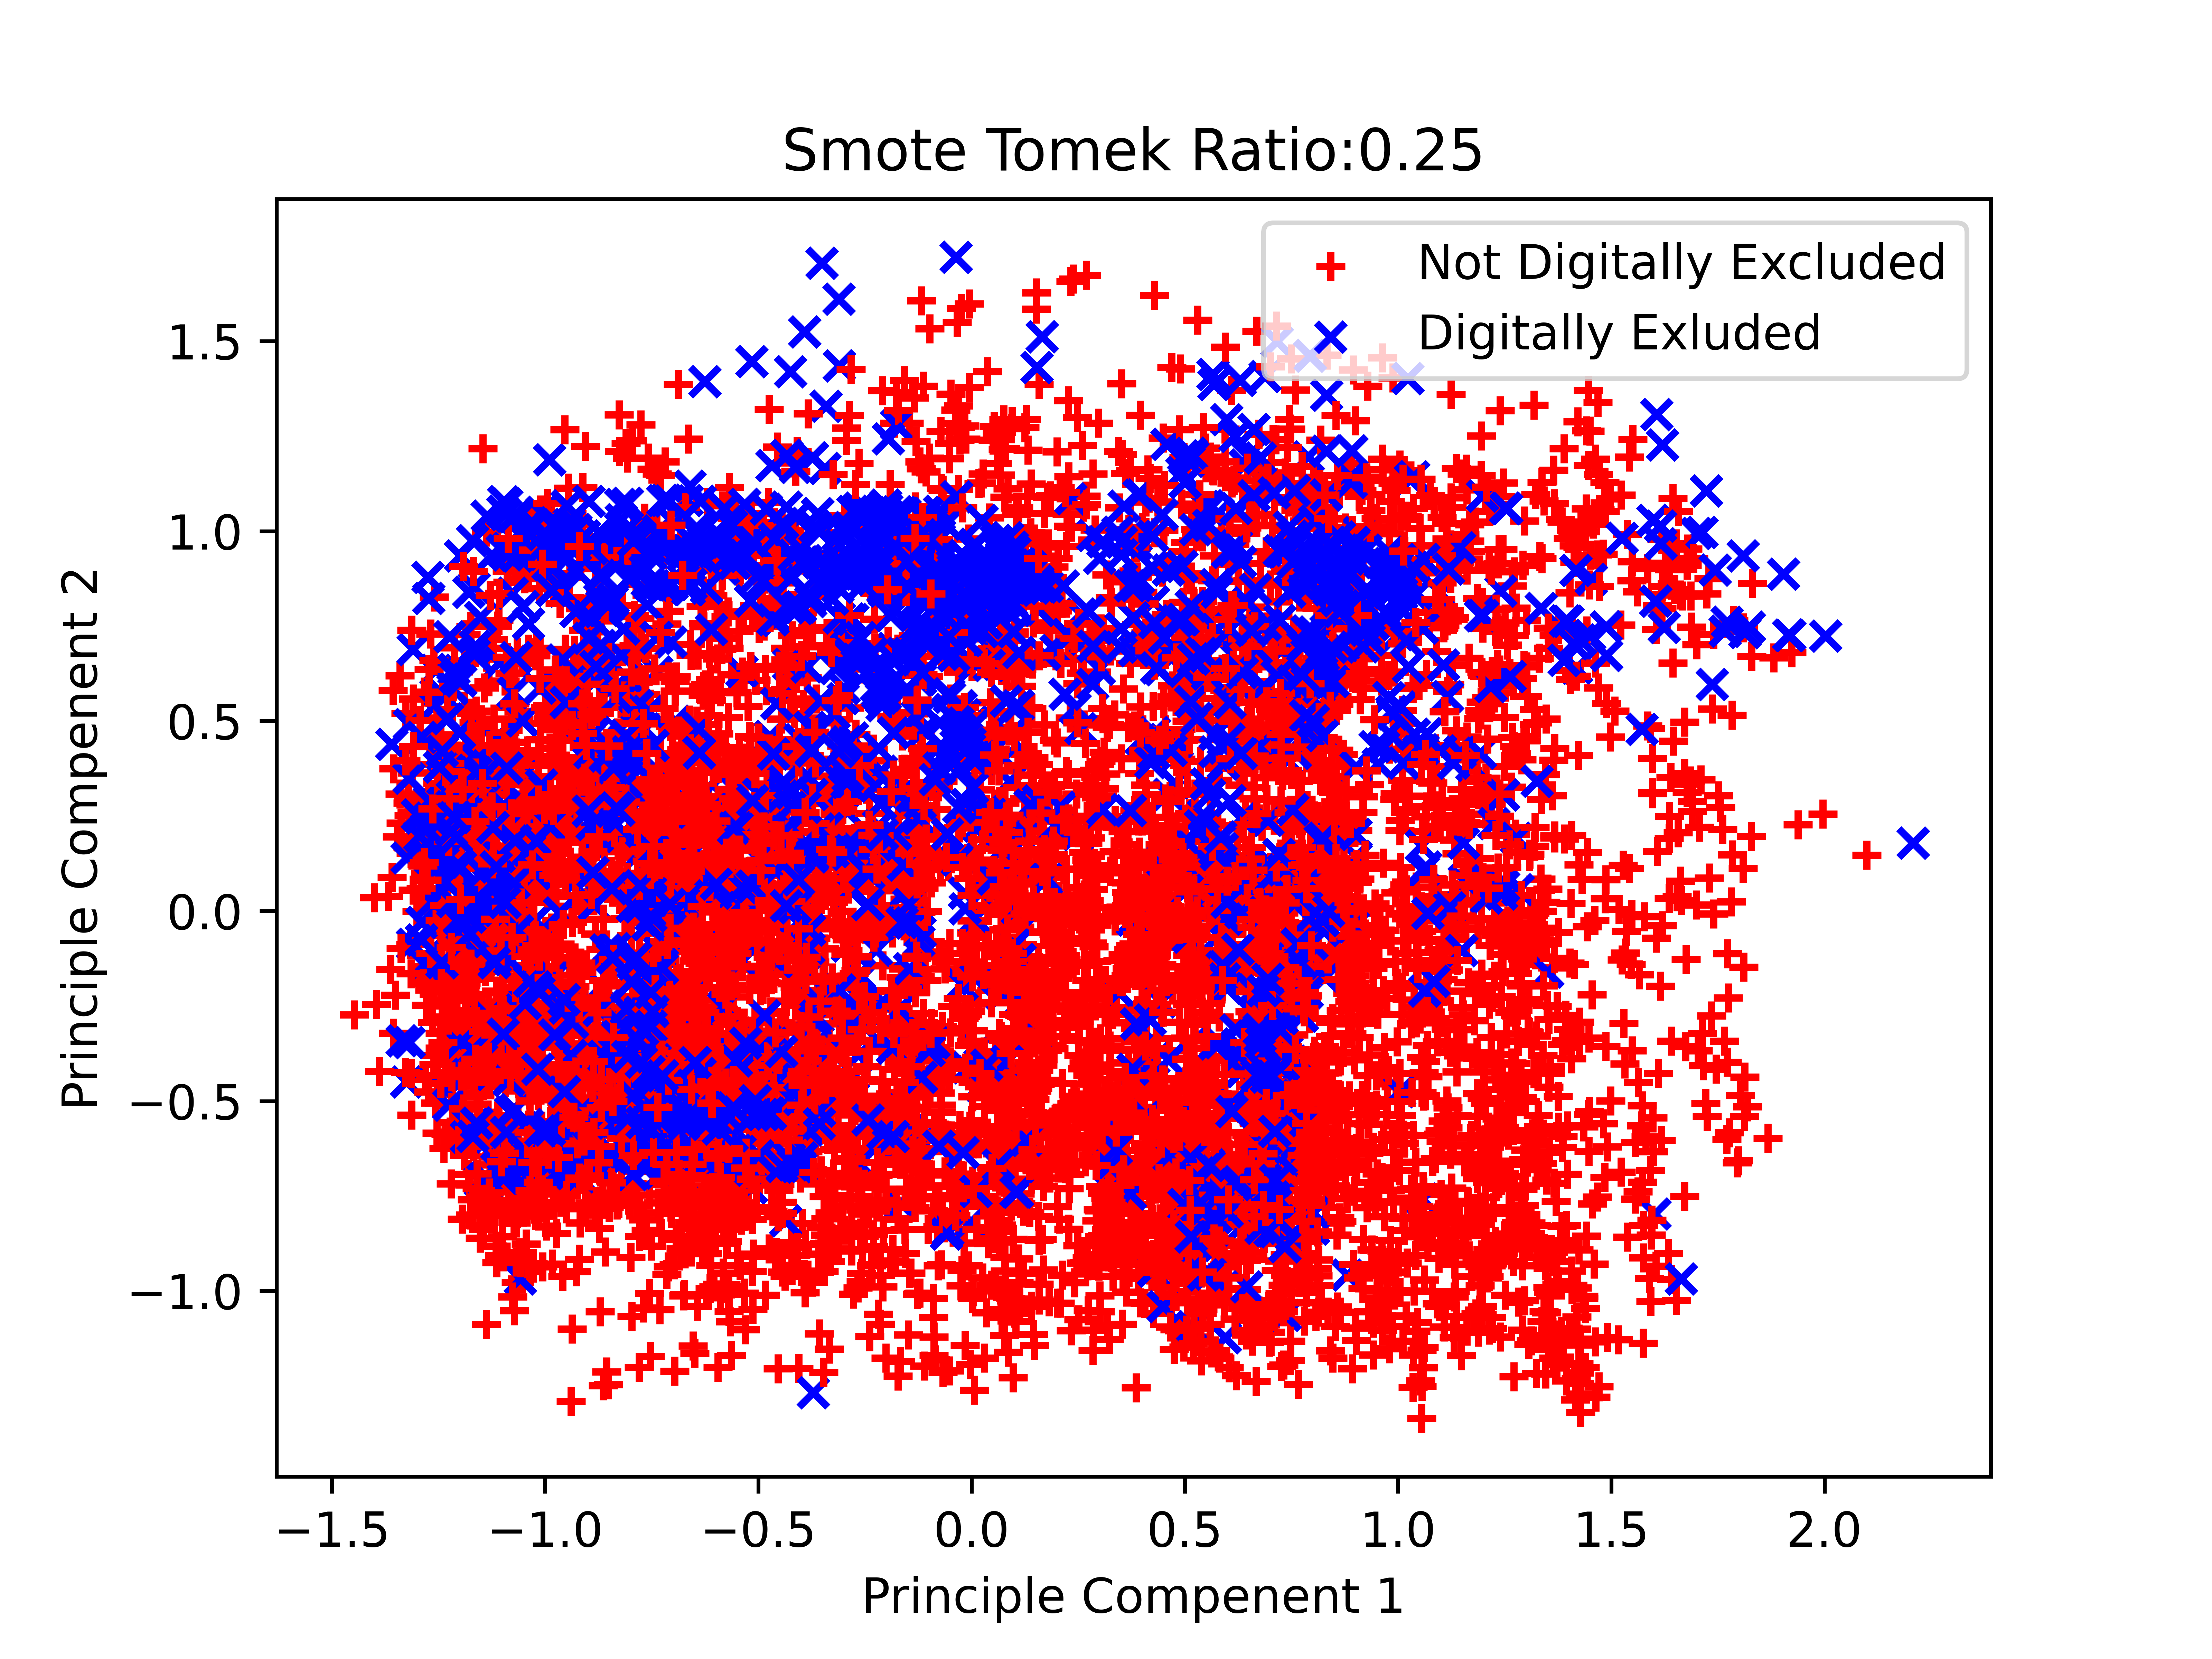 Smote Tomek Ratio:0.25
Not Digitally Excluded
Digitally Exluded
1.5
1.0
0.5
0.0
−0.5
−1.0
Principle Compenent 2
−1.5 −1.0 −0.5 0.0 0.5 1.0 1.5 2.0
Principle Compenent 1